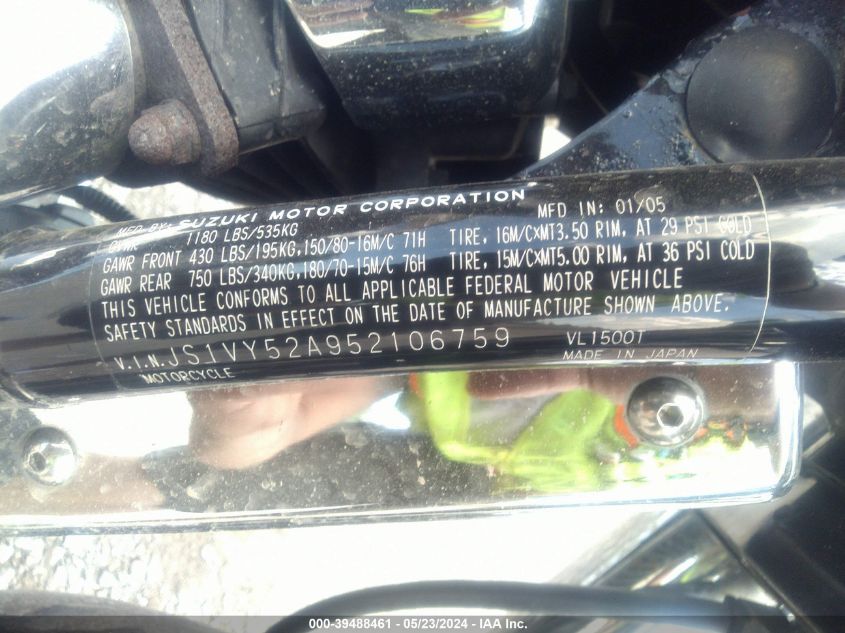 MFD BY: SUZUKI MOTOR CORPORATION MFD IN: 01/05
GVWR 1180 LBS/535KG
GAWR FRONT 430 LBS/195KG,150/80-16M/C 71H TIRE, 16M/CxMT3.50 RIM, AT 29 PSI COLD
GAWR REAR 750 LBS/340KG,180/70-15M/C 76H TIRE, 15M/CxMT5.00 RIM, AT 36 PSI COLD
THIS VEHICLE CONFORMS TO ALL APPLICABLE FEDERAL MOTOR VEHICLE
SAFETY STANDARDS IN EFFECT ON THE DATE OF MANUFACTURE SHOWN ABOVE.
V.I.N.JS1VY52A952106759 VL1500T
MOTORCYCLE MADE IN JAPAN
000-39488461 - 05/23/2024 - IAA Inc.